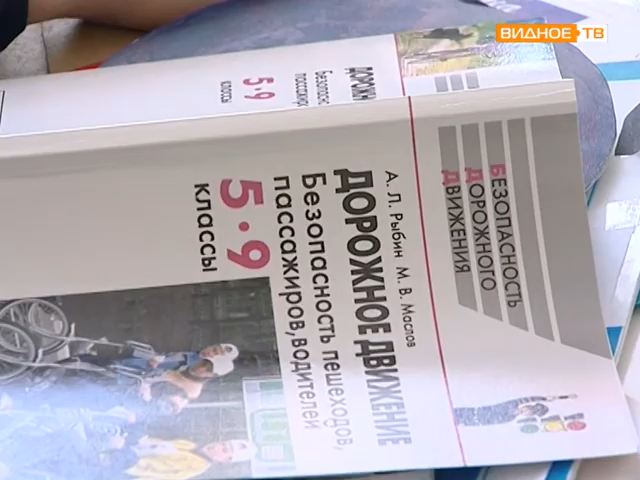 ВИДНОЕ ТВ
БЕЗОПАСНОСТЬ
ДОРОЖНОГО
ДВИЖЕНИЯ
А. Л. Рыбин М. В. Маслов
ДОРОЖНОЕ ДВИЖЕНИЕ
Безопасность пешеходов,
пассажиров, водителей
5·9
классы
5·9
классы